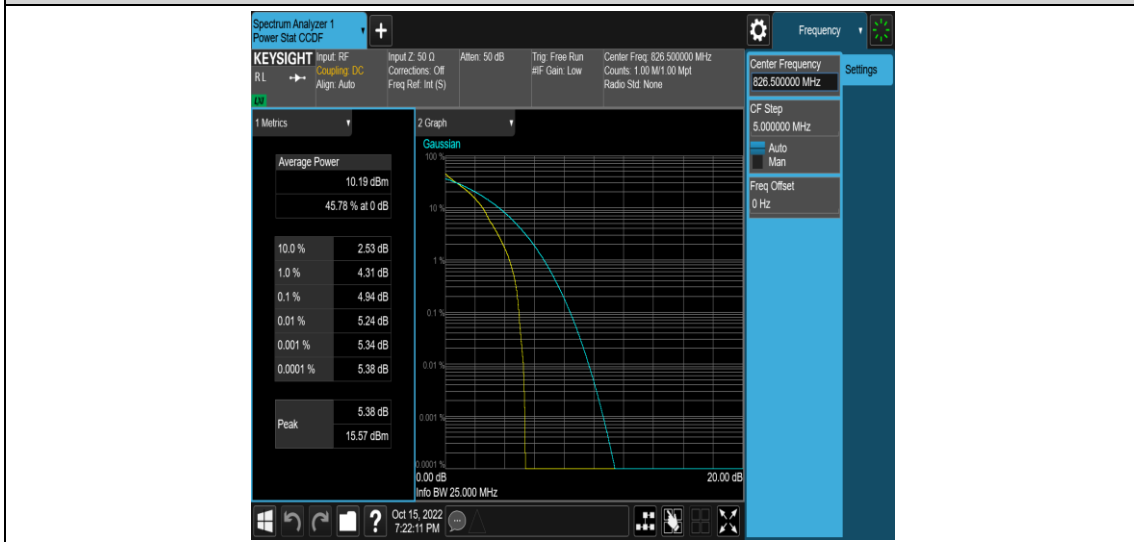 Spectrum Analyzer 1
Power Stat CCDF
+
Frequency
KEYSIGHT
RL
LXI
Input: RF
Coupling: DC
Align: Auto
Input Z: 50 Ω
Corrections: Off
Freq Ref: Int (S)
Atten: 50 dB
Trig: Free Run
#IF Gain: Low
Center Freq: 826.500000 MHz
Counts: 1.00 M/1.00 Mpt
Radio Std: None
Center Frequency
826.500000 MHz
Settings
CF Step
5.000000 MHz
Auto
Man
Freq Offset
0 Hz
1 Metrics
Average Power
10.19 dBm
45.78 % at 0 dB
10.0 % 2.53 dB
1.0 % 4.31 dB
0.1 % 4.94 dB
0.01 % 5.24 dB
0.001 % 5.34 dB
0.0001 % 5.38 dB
Peak
5.38 dB
15.57 dBm
2 Graph
Gaussian
100 %
10 %
1 %
0.1 %
0.01 %
0.001 %
0.0001 %
0.00 dB
20.00 dB
Info BW 25.000 MHz
?
Oct 15, 2022
7:22:11 PM